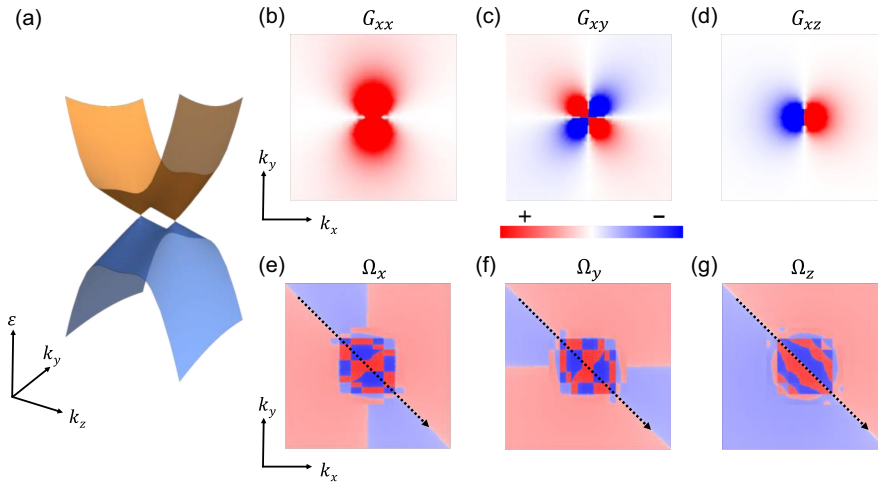 (a)
ε
k_y
k_z
(b)
G_xx
k_y
k_x
(c)
G_xy
+
−
(d)
G_xz
(e)
Ω_x
k_y
k_x
(f)
Ω_y
(g)
Ω_z